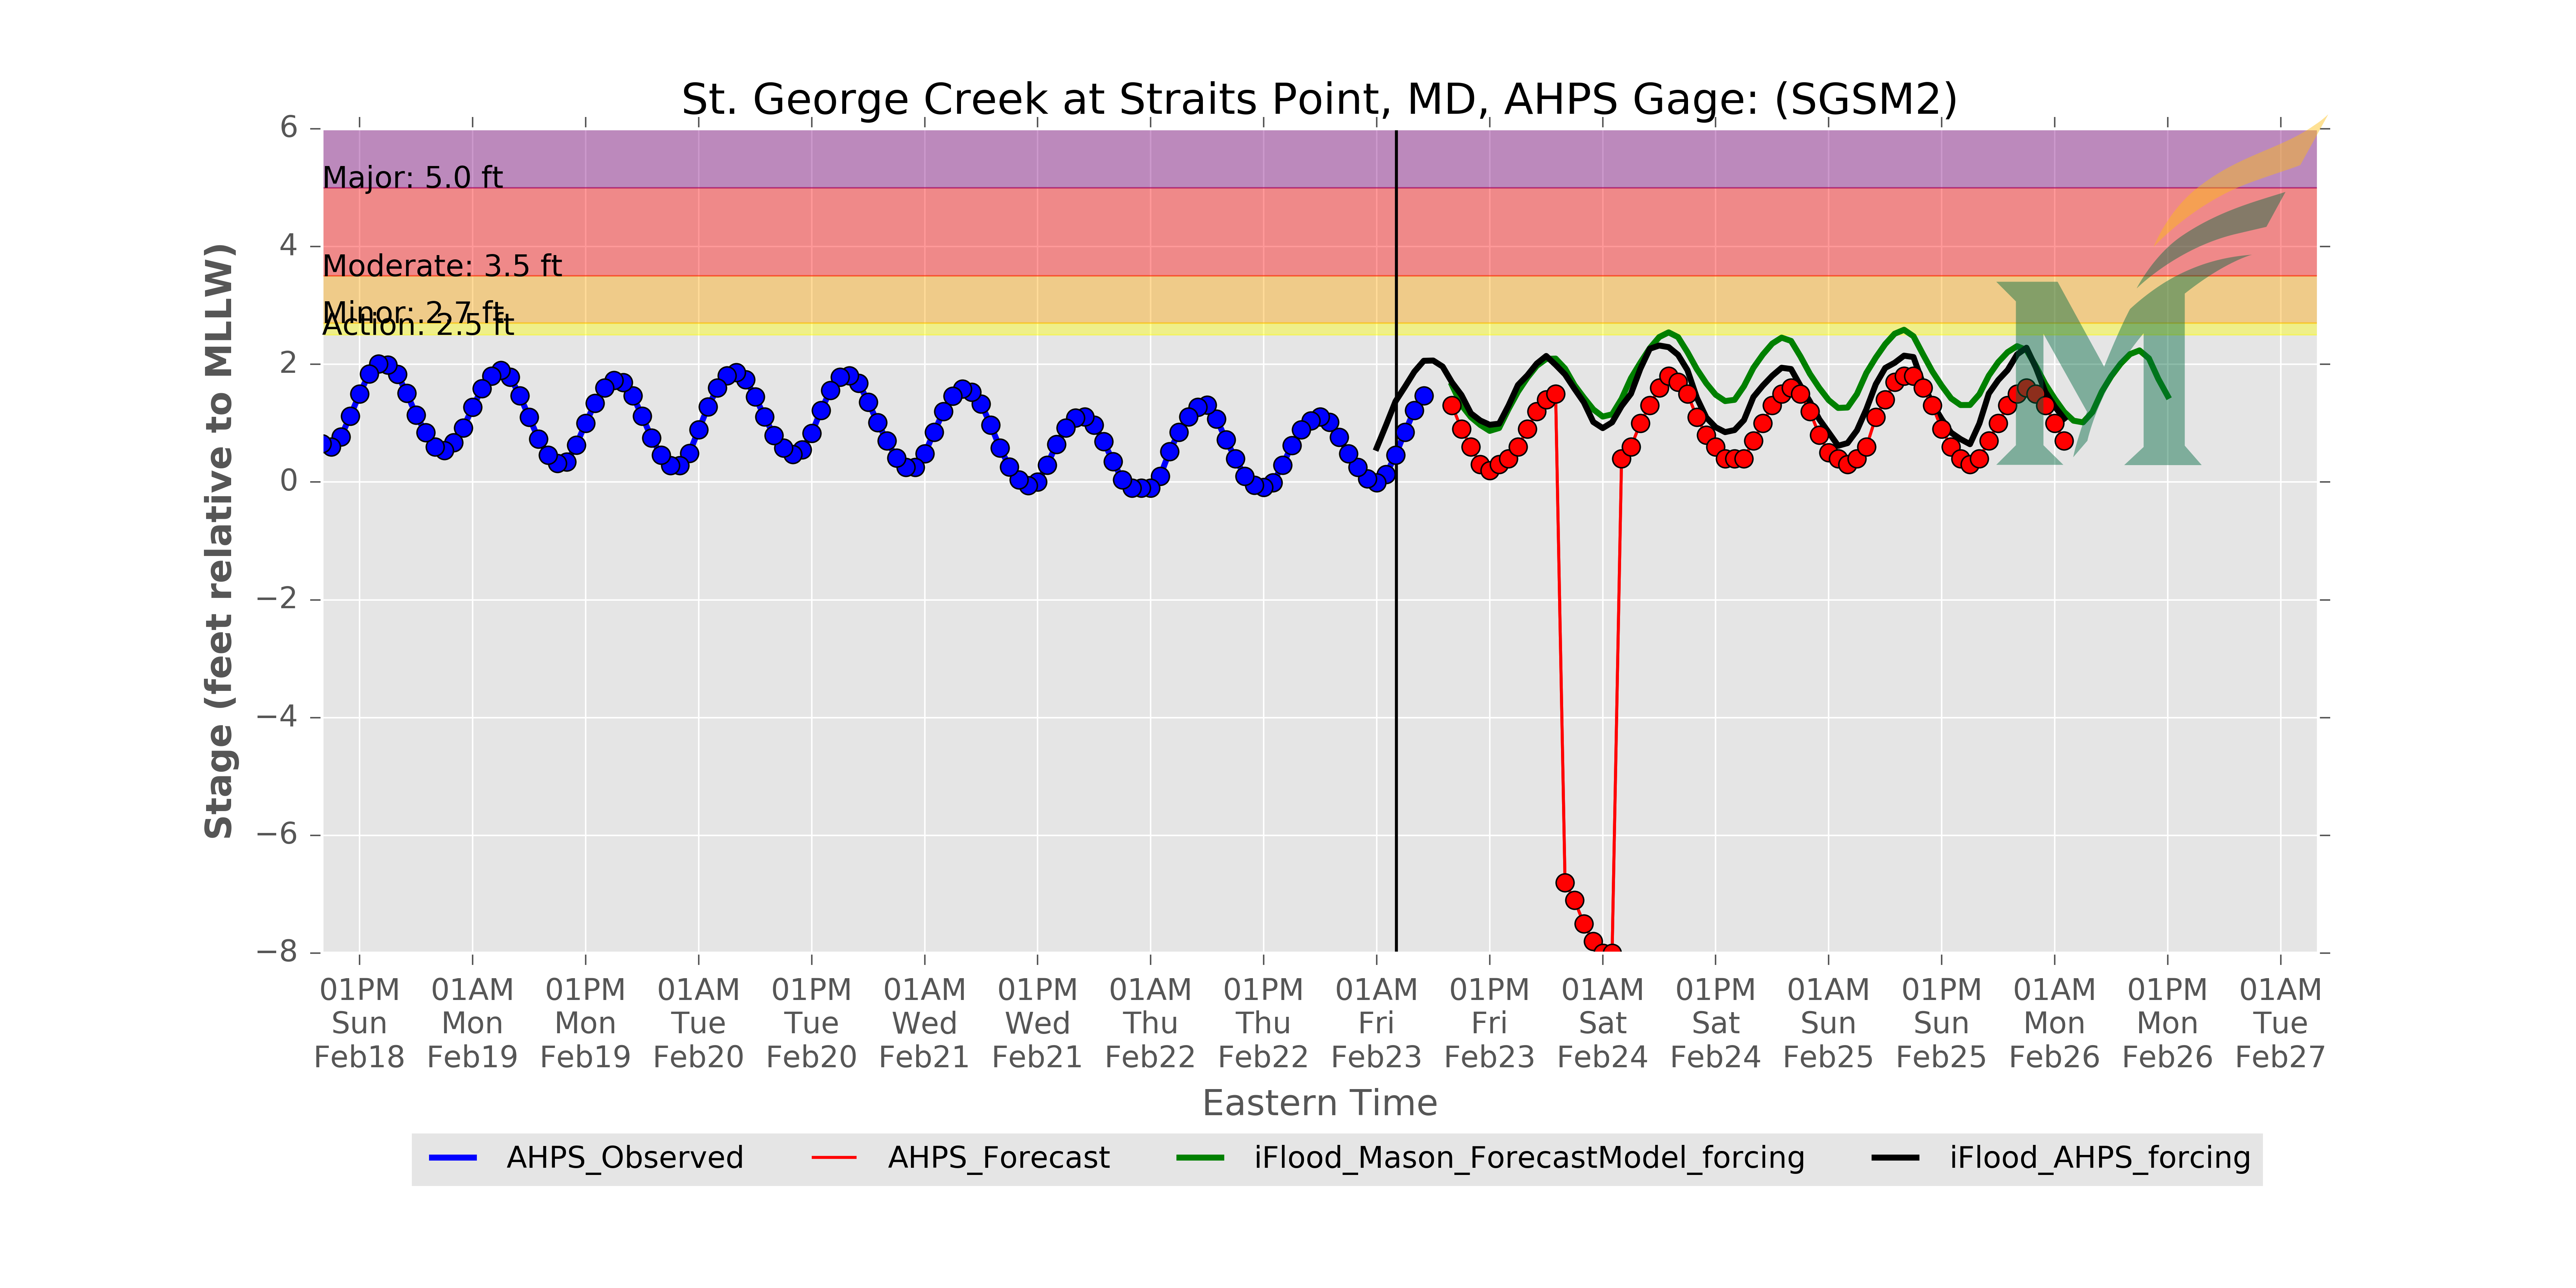 St. George Creek at Straits Point, MD, AHPS Gage: (SGSM2)
Stage (feet relative to MLLW)
6
4
2
0
−2
−4
−6
−8
Major: 5.0 ft
Moderate: 3.5 ft
Minor: 2.7 ft
Action: 2.5 ft
M
01PM 01AM 01PM 01AM 01PM 01AM 01PM 01AM 01PM 01AM 01PM 01AM 01PM 01AM 01PM 01AM 01PM 01AM
Sun Mon Mon Tue Tue Wed Wed Thu Thu Fri Fri Sat Sat Sun Sun Mon Mon Tue
Feb18 Feb19 Feb19 Feb20 Feb20 Feb21 Feb21 Feb22 Feb22 Feb23 Feb23 Feb24 Feb24 Feb25 Feb25 Feb26 Feb26 Feb27
Eastern Time
AHPS_Observed AHPS_Forecast iFlood_Mason_ForecastModel_forcing iFlood_AHPS_forcing